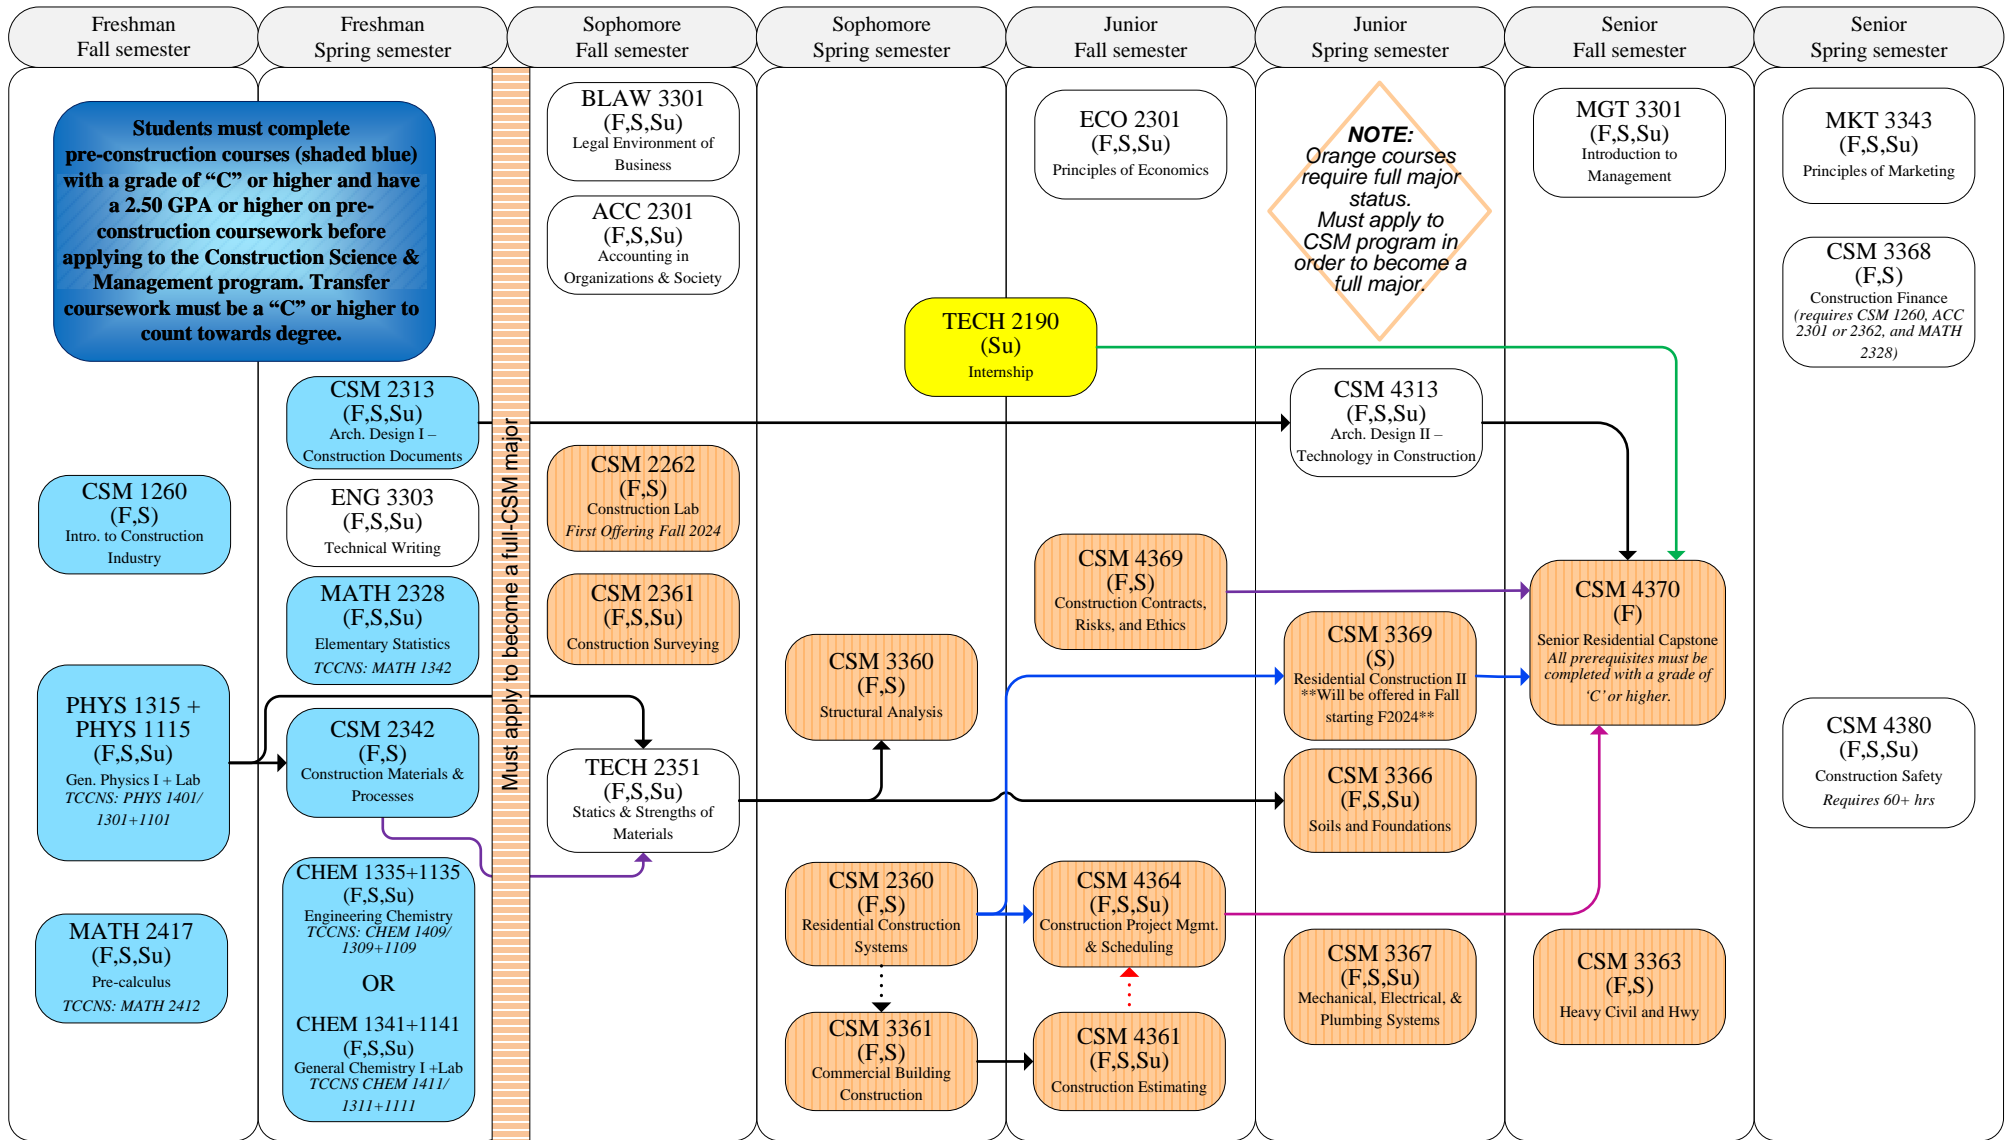 Freshman
Fall semester
Freshman
Spring semester
Sophomore
Fall semester
Sophomore
Spring semester
Junior
Fall semester
Junior
Spring semester
Senior
Fall semester
Senior
Spring semester
Students must complete
pre-construction courses (shaded blue)
with a grade of “C” or higher and have
a 2.50 GPA or higher on pre-
construction coursework before
applying to the Construction Science &
Management program. Transfer
coursework must be a “C” or higher to
count towards degree.
CSM 1260
(F,S)
Intro. to Construction
Industry
PHYS 1315 +
PHYS 1115
(F,S,Su)
Gen. Physics I + Lab
TCCNS: PHYS 1401/
1301+1101
MATH 2417
(F,S,Su)
Pre-calculus
TCCNS: MATH 2412
CSM 2313
(F,S,Su)
Arch. Design I –
Construction Documents
ENG 3303
(F,S,Su)
Technical Writing
MATH 2328
(F,S,Su)
Elementary Statistics
TCCNS: MATH 1342
CSM 2342
(F,S)
Construction Materials &
Processes
CHEM 1335+1135
(F,S,Su)
Engineering Chemistry
TCCNS: CHEM 1409/
1309+1109
OR
CHEM 1341+1141
(F,S,Su)
General Chemistry I +Lab
TCCNS CHEM 1411/
1311+1111
Must apply to become a full-CSM major
BLAW 3301
(F,S,Su)
Legal Environment of
Business
ACC 2301
(F,S,Su)
Accounting in
Organizations & Society
CSM 2262
(F,S)
Construction Lab
First Offering Fall 2024
CSM 2361
(F,S,Su)
Construction Surveying
TECH 2351
(F,S,Su)
Statics & Strengths of
Materials
TECH 2190
(Su)
Internship
CSM 3360
(F,S)
Structural Analysis
CSM 2360
(F,S)
Residential Construction
Systems
CSM 3361
(F,S)
Commercial Building
Construction
ECO 2301
(F,S,Su)
Principles of Economics
CSM 4369
(F,S)
Construction Contracts,
Risks, and Ethics
CSM 4364
(F,S,Su)
Construction Project Mgmt.
& Scheduling
CSM 4361
(F,S,Su)
Construction Estimating
NOTE:
Orange courses
require full major
status.
Must apply to
CSM program in
order to become a
full major.
CSM 4313
(F,S,Su)
Arch. Design II –
Technology in Construction
CSM 3369
(S)
Residential Construction II
**Will be offered in Fall
starting F2024**
CSM 3366
(F,S,Su)
Soils and Foundations
CSM 3367
(F,S,Su)
Mechanical, Electrical, &
Plumbing Systems
MGT 3301
(F,S,Su)
Introduction to
Management
CSM 4370
(F)
Senior Residential Capstone
All prerequisites must be
completed with a grade of
‘C’ or higher.
CSM 3363
(F,S)
Heavy Civil and Hwy
MKT 3343
(F,S,Su)
Principles of Marketing
CSM 3368
(F,S)
Construction Finance
(requires CSM 1260, ACC
2301 or 2362, and MATH
2328)
CSM 4380
(F,S,Su)
Construction Safety
Requires 60+ hrs